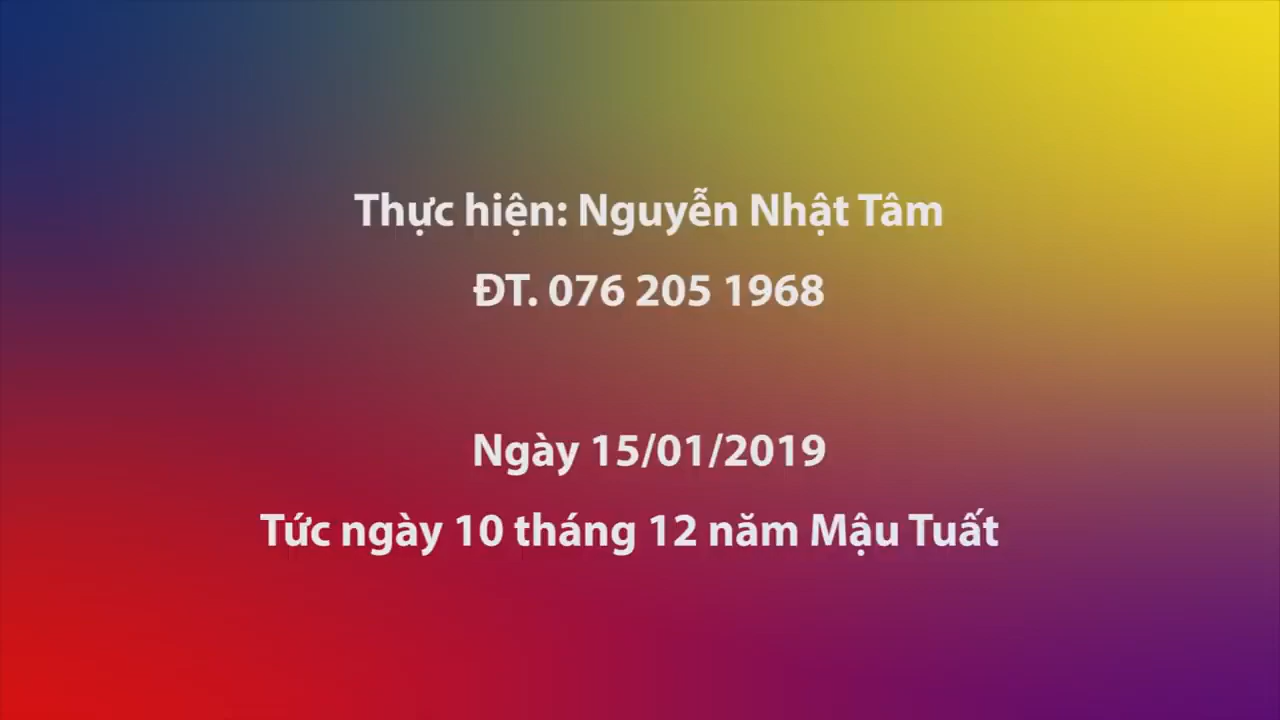 Thực hiện: Nguyễn Nhật Tâm
ĐT. 076 205 1968
Ngày 15/01/2019
Tức ngày 10 tháng 12 năm Mậu Tuất